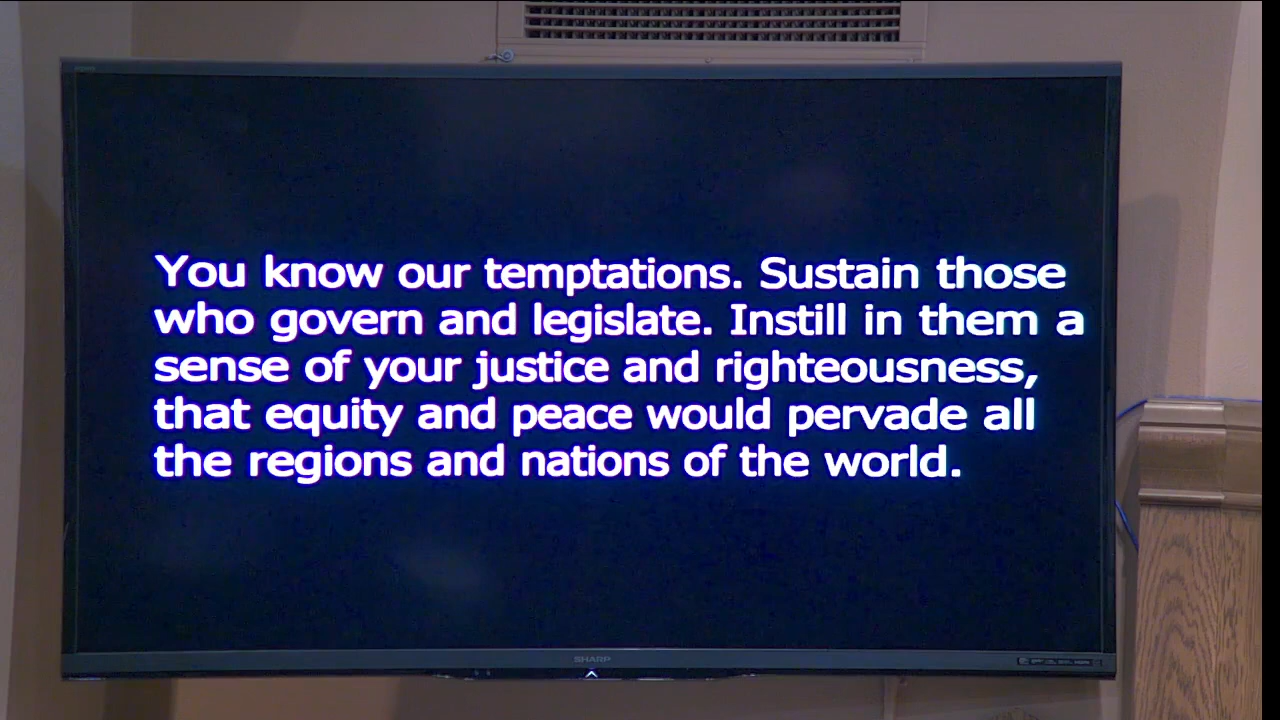 You know our temptations. Sustain those
who govern and legislate. Instill in them a
sense of your justice and righteousness,
that equity and peace would pervade all
the regions and nations of the world.
SHARP